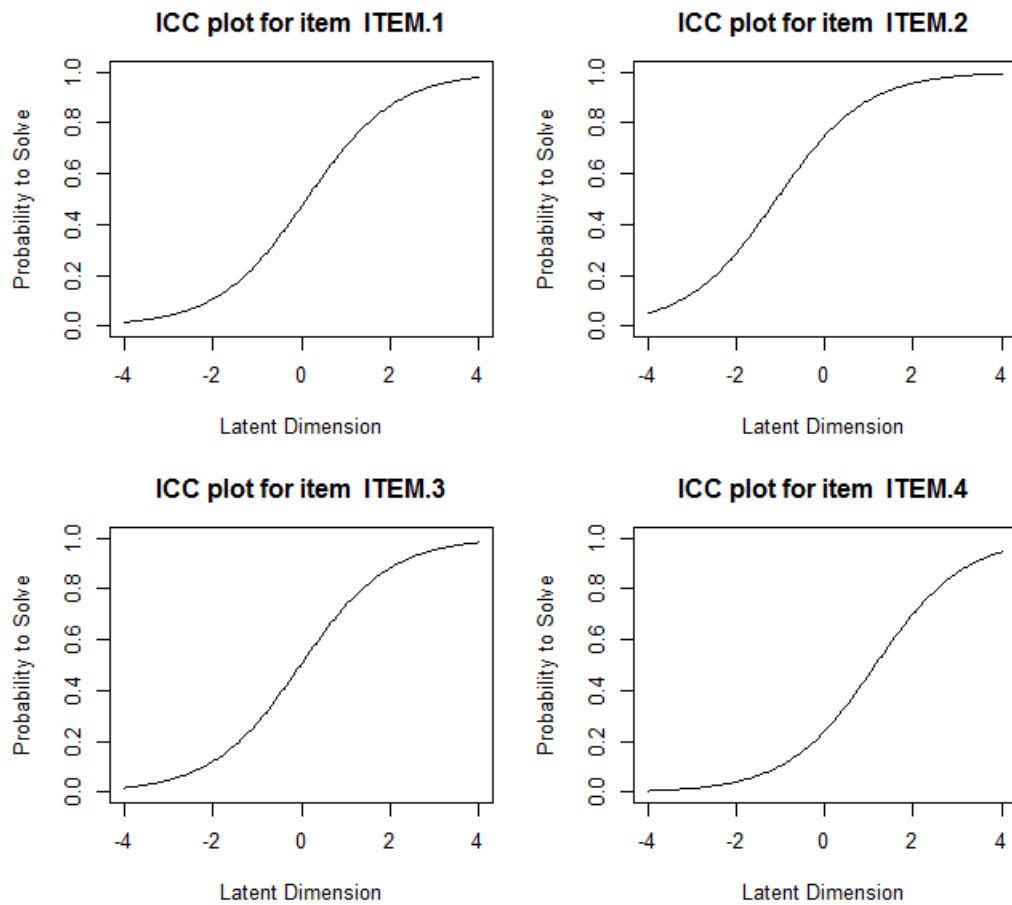 ICC plot for item ITEM.1
Probability to Solve
1.0
0.8
0.6
0.4
0.2
0.0
-4 -2 0 2 4
Latent Dimension
ICC plot for item ITEM.2
Probability to Solve
1.0
0.8
0.6
0.4
0.2
0.0
-4 -2 0 2 4
Latent Dimension
ICC plot for item ITEM.3
Probability to Solve
1.0
0.8
0.6
0.4
0.2
0.0
-4 -2 0 2 4
Latent Dimension
ICC plot for item ITEM.4
Probability to Solve
1.0
0.8
0.6
0.4
0.2
0.0
-4 -2 0 2 4
Latent Dimension